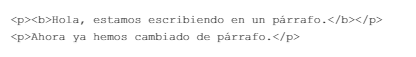 <p><b>Hola, estamos escribiendo en un párrafo.</b></p>
<p>Ahora ya hemos cambiado de párrafo.</p>